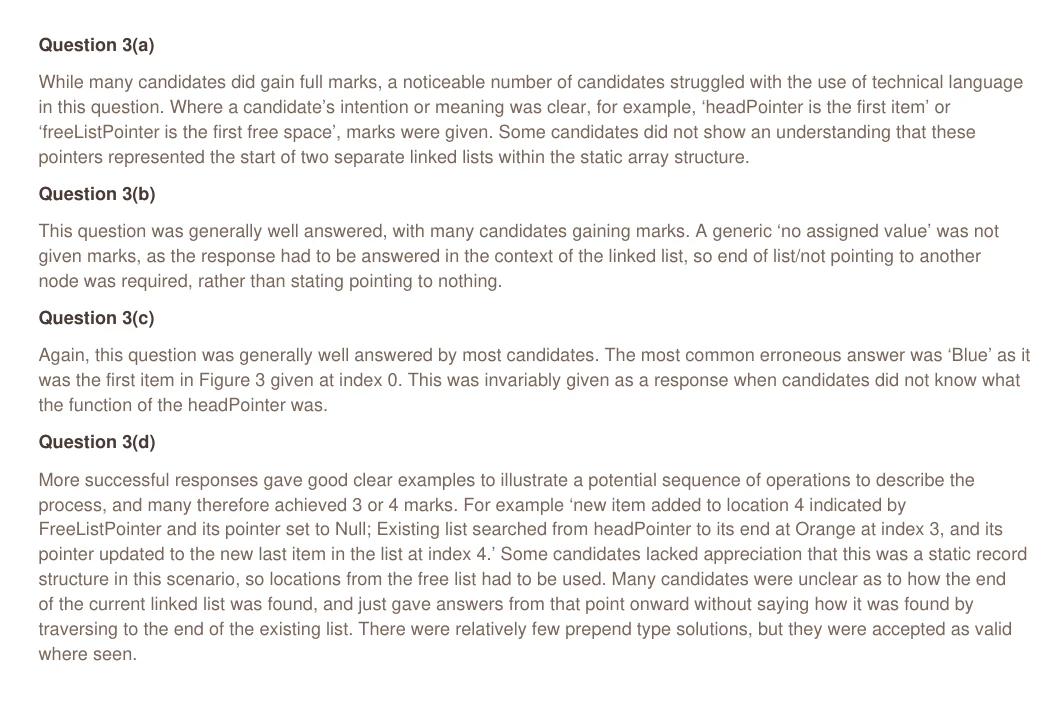 Question 3(a)
While many candidates did gain full marks, a noticeable number of candidates struggled with the use of technical language
in this question. Where a candidate’s intention or meaning was clear, for example, ‘headPointer is the first item’ or
‘freeListPointer is the first free space’, marks were given. Some candidates did not show an understanding that these
pointers represented the start of two separate linked lists within the static array structure.
Question 3(b)
This question was generally well answered, with many candidates gaining marks. A generic ‘no assigned value’ was not
given marks, as the response had to be answered in the context of the linked list, so end of list/not pointing to another
node was required, rather than stating pointing to nothing.
Question 3(c)
Again, this question was generally well answered by most candidates. The most common erroneous answer was ‘Blue’ as it
was the first item in Figure 3 given at index 0. This was invariably given as a response when candidates did not know what
the function of the headPointer was.
Question 3(d)
More successful responses gave good clear examples to illustrate a potential sequence of operations to describe the
process, and many therefore achieved 3 or 4 marks. For example ‘new item added to location 4 indicated by
FreeListPointer and its pointer set to Null; Existing list searched from headPointer to its end at Orange at index 3, and its
pointer updated to the new last item in the list at index 4.’ Some candidates lacked appreciation that this was a static record
structure in this scenario, so locations from the free list had to be used. Many candidates were unclear as to how the end
of the current linked list was found, and just gave answers from that point onward without saying how it was found by
traversing to the end of the existing list. There were relatively few prepend type solutions, but they were accepted as valid
where seen.